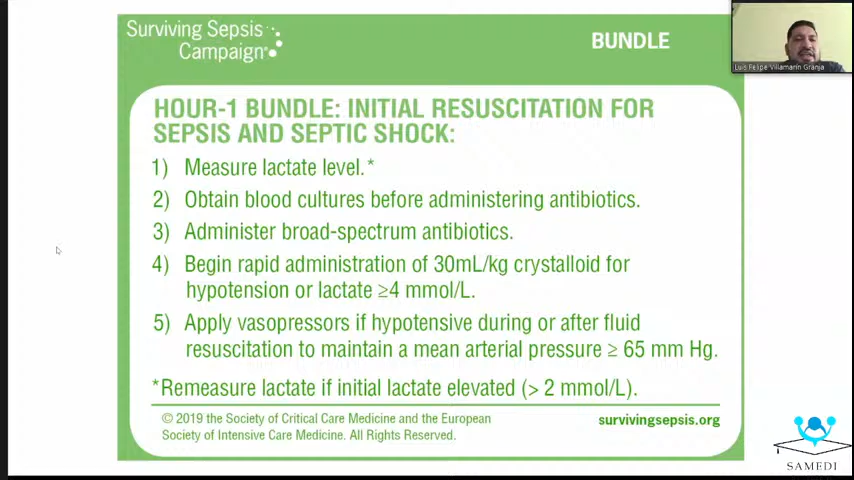 Surviving Sepsis
Campaign
BUNDLE
Luis Felipe Villamarín Granja
HOUR-1 BUNDLE: INITIAL RESUSCITATION FOR
SEPSIS AND SEPTIC SHOCK:
1) Measure lactate level.*
2) Obtain blood cultures before administering antibiotics.
3) Administer broad-spectrum antibiotics.
4) Begin rapid administration of 30mL/kg crystalloid for
hypotension or lactate ≥4 mmol/L.
5) Apply vasopressors if hypotensive during or after fluid
resuscitation to maintain a mean arterial pressure ≥ 65 mm Hg.
*Remeasure lactate if initial lactate elevated (> 2 mmol/L).
© 2019 the Society of Critical Care Medicine and the European
Society of Intensive Care Medicine. All Rights Reserved.
survivingsepsis.org
SAMEDI